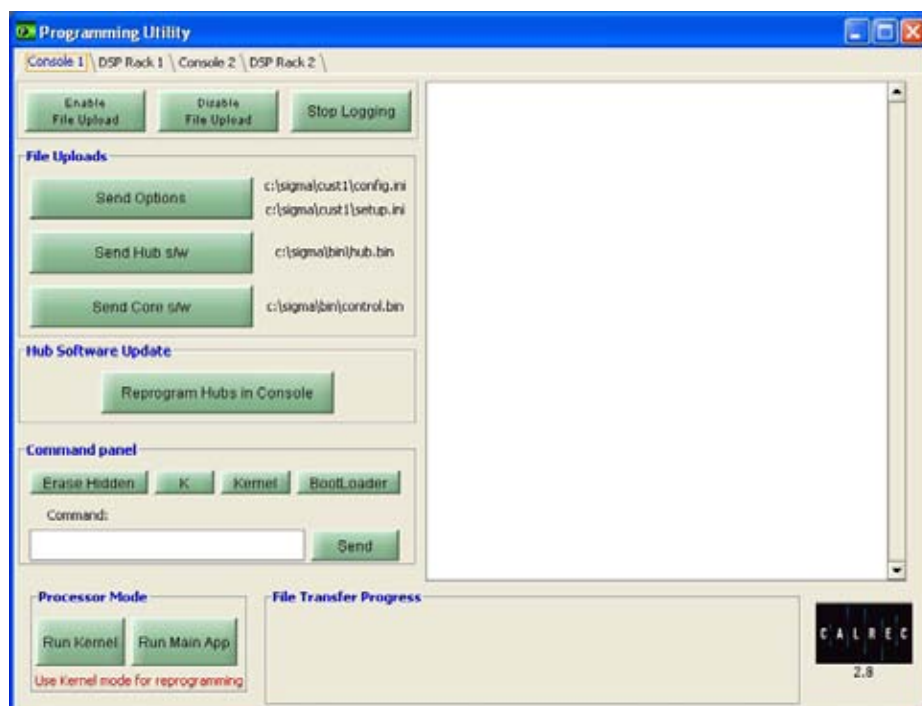 Programming Utility
Console 1 \ DSP Rack 1 \ Console 2 \ DSP Rack 2 \
Enable
File Upload
Disable
File Upload
Stop Logging
File Uploads
Send Options
c:\sigma\cust1\config.ini
c:\sigma\cust1\setup.ini
Send Hub s/w
c:\sigma\bin\hub.bin
Send Core s/w
c:\sigma\bin\control.bin
Hub Software Update
Reprogram Hubs in Console
Command panel
Erase Hidden
K
Kernel
BootLoader
Command:
Send
Processor Mode
Run Kernel
Run Main App
Use Kernel mode for reprogramming
File Transfer Progress
CALREC
2.8